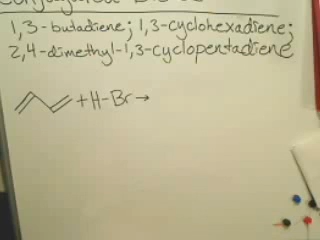 1,3-butadiene; 1,3-cyclohexadiene;
2,4-dimethyl-1,3-cyclopentadiene
+ H-Br →